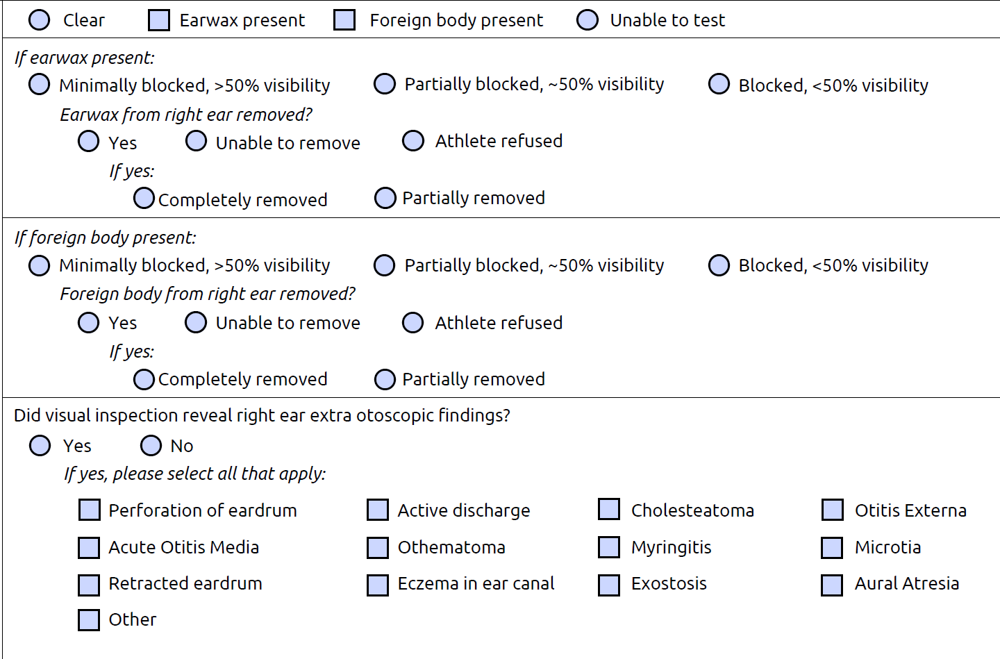 Clear Earwax present Foreign body present Unable to test
If earwax present:
Minimally blocked, >50% visibility Partially blocked, ~50% visibility Blocked, <50% visibility
Earwax from right ear removed?
Yes Unable to remove Athlete refused
If yes:
Completely removed Partially removed
If foreign body present:
Minimally blocked, >50% visibility Partially blocked, ~50% visibility Blocked, <50% visibility
Foreign body from right ear removed?
Yes Unable to remove Athlete refused
If yes:
Completely removed Partially removed
Did visual inspection reveal right ear extra otoscopic findings?
Yes No
If yes, please select all that apply:
Perforation of eardrum Active discharge Cholesteatoma Otitis Externa
Acute Otitis Media Othematoma Myringitis Microtia
Retracted eardrum Eczema in ear canal Exostosis Aural Atresia
Other